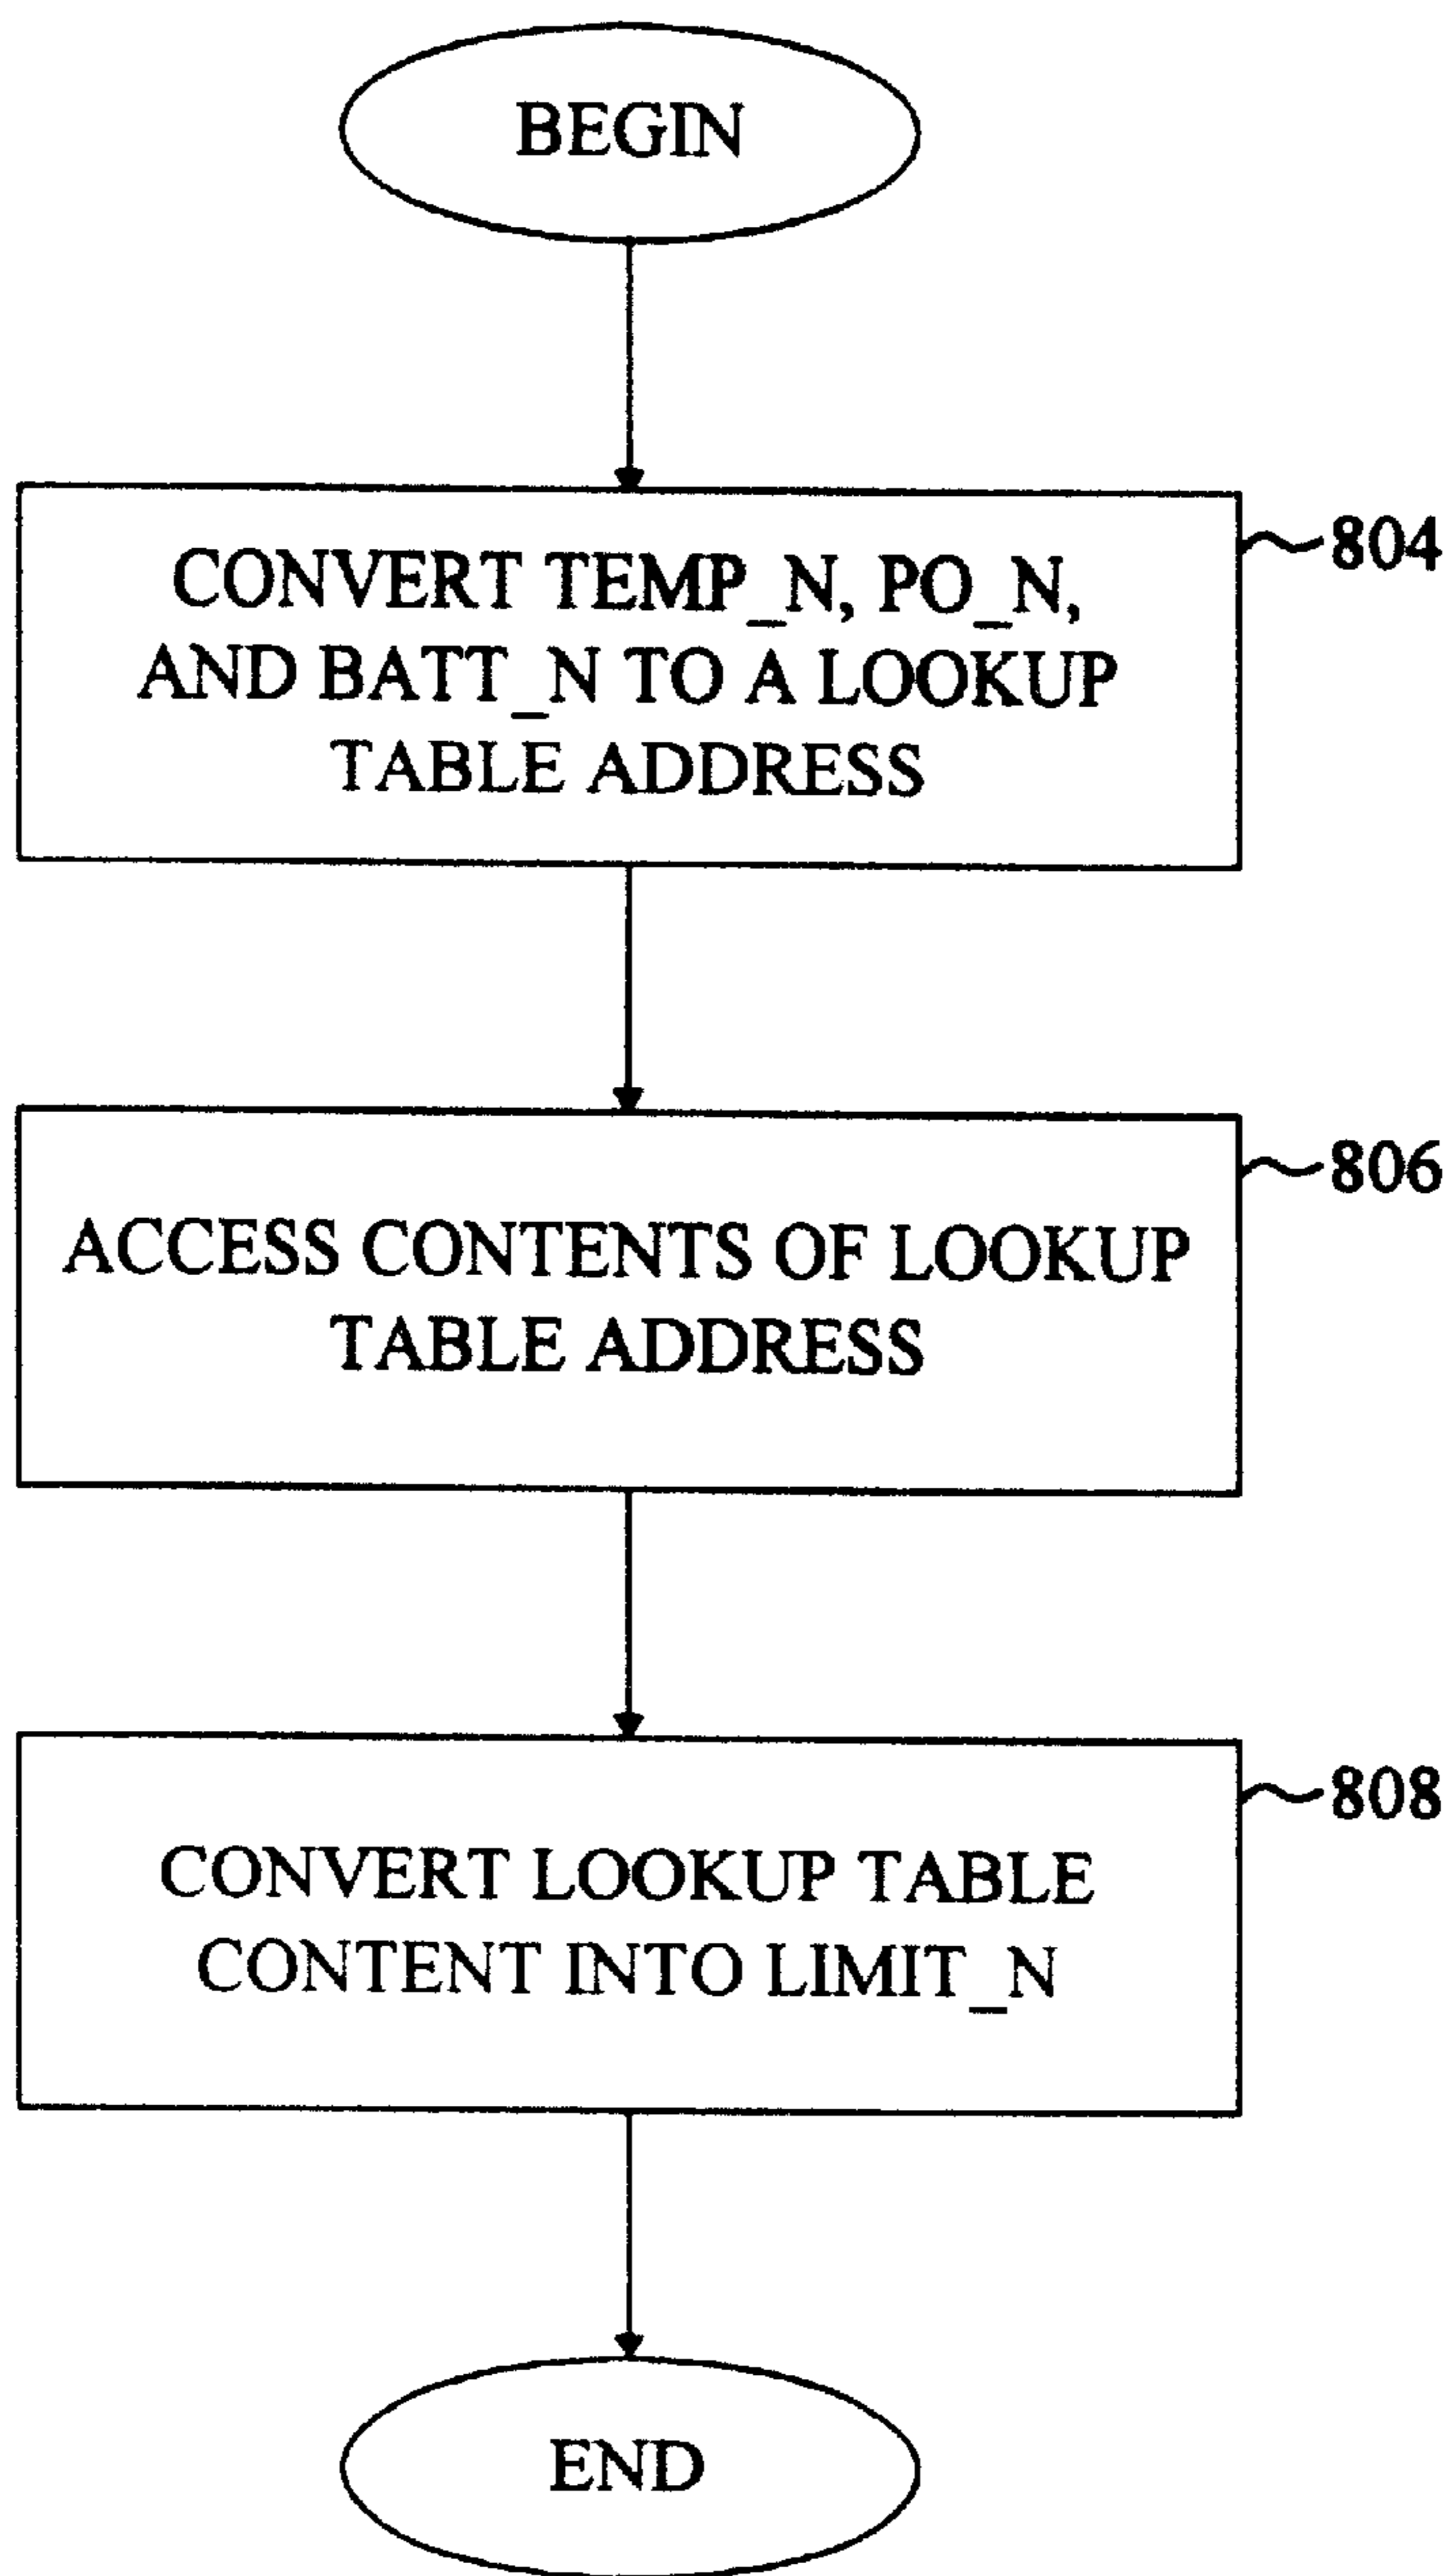 BEGIN
CONVERT TEMP_N, PO_N,
AND BATT_N TO A LOOKUP
TABLE ADDRESS
804
ACCESS CONTENTS OF LOOKUP
TABLE ADDRESS
806
CONVERT LOOKUP TABLE
CONTENT INTO LIMIT_N
808
END